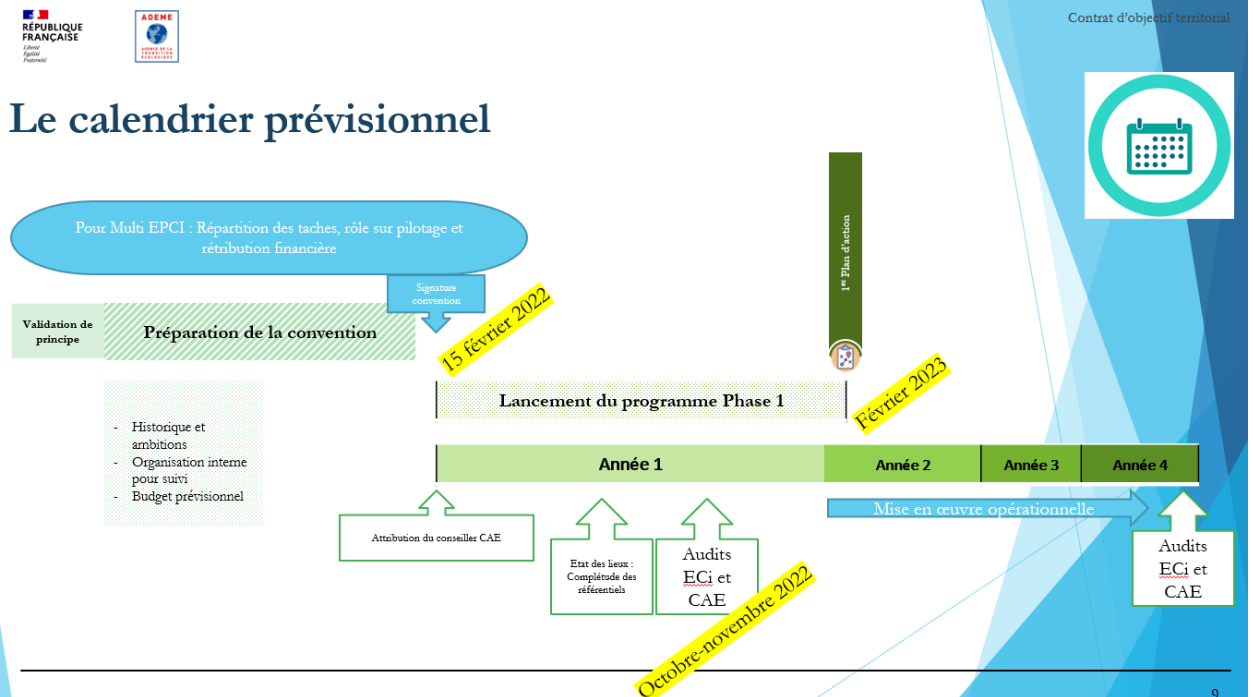 Contrat d'objectif territorial
RÉPUBLIQUE
FRANÇAISE
Liberté
Égalité
Fraternité
ADEME
AGENCE DE LA
TRANSITION
ÉCOLOGIQUE
Le calendrier prévisionnel
Pour Multi EPCI : Répartition des taches, rôle sur pilotage et
rétribution financière
1er Plan d'action
Signature
convention
15 février 2022
Validation de
principe
Préparation de la convention
Lancement du programme Phase 1
Février 2023
- Historique et
ambitions
- Organisation interne
pour suivi
- Budget prévisionnel
Année 1
Année 2
Année 3
Année 4
Mise en œuvre opérationnelle
Attribution du conseiller CAE
Etat des lieux :
Complétude des
référentiels
Audits
ECi et
CAE
Octobre-novembre 2022
Audits
ECi et
CAE
9